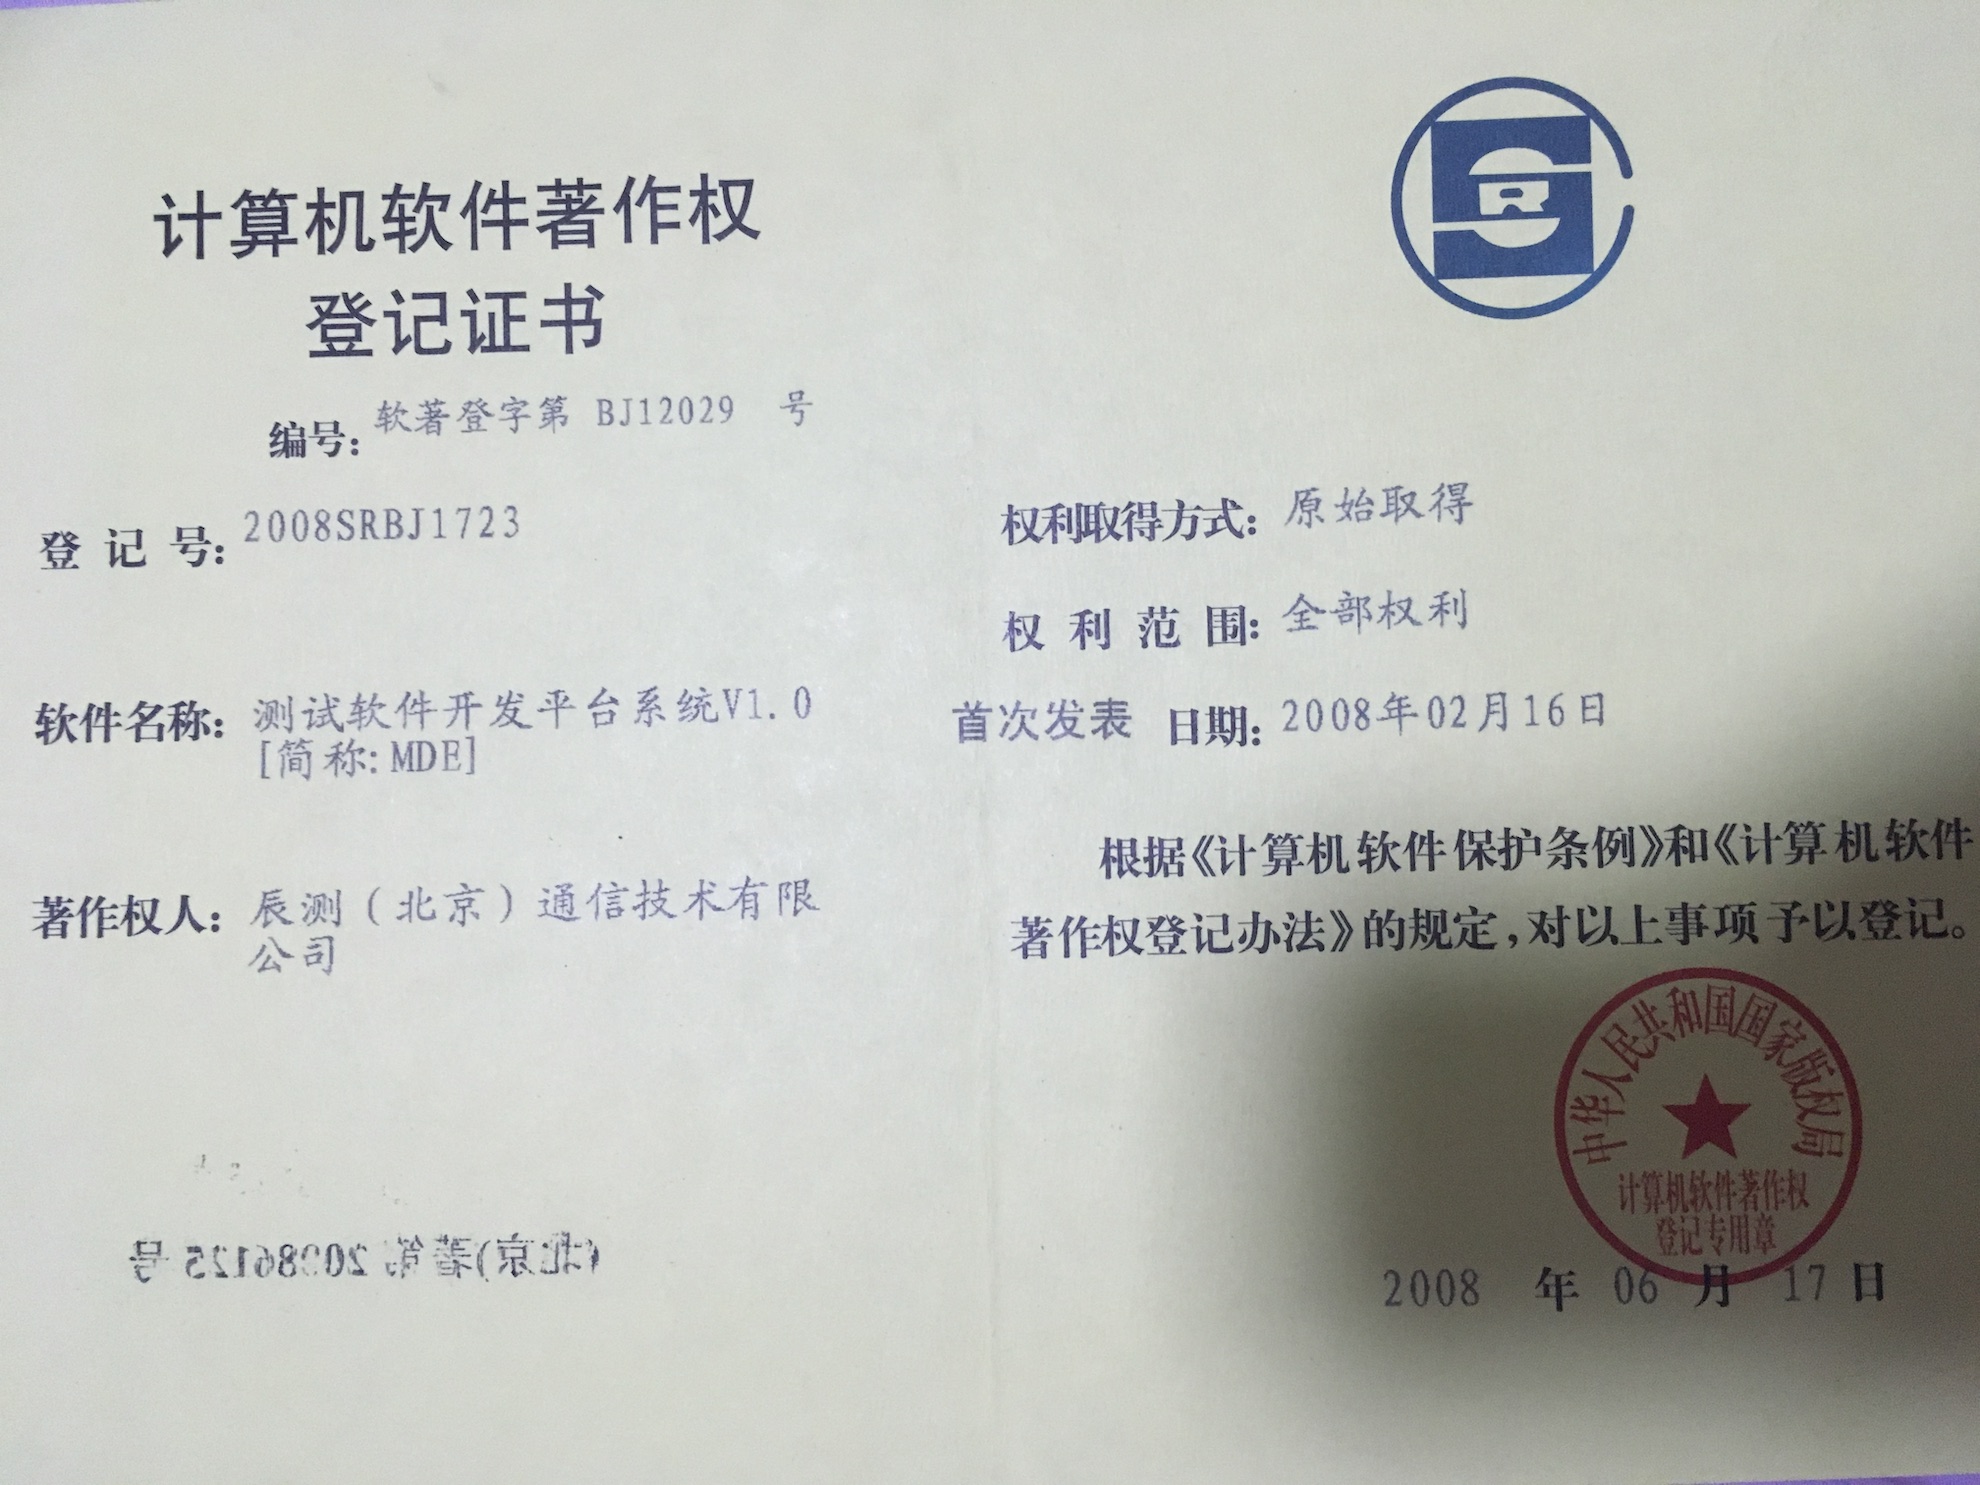 计算机软件著作权
登记证书
编号: 软著登字第 BJ12029 号
登 记 号: 2008SRBJ1723
软件名称: 测试软件开发平台系统V1.0
[简称:MDE]
著作权人: 辰测(北京)通信技术有限
公司
SR
权利取得方式: 原始取得
权 利 范 围: 全部权利
首次发表 日期: 2008年02月16日
根据《计算机软件保护条例》和《计算机软件
著作权登记办法》的规定,对以上事项予以登记。
中华人民共和国国家版权局
计算机软件著作权
登记专用章
2008 年 06 月 17 日